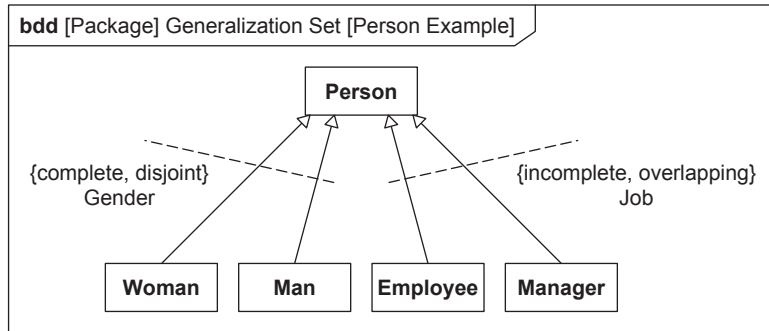 bdd [Package] Generalization Set [Person Example]
Person
{complete, disjoint}
Gender
{incomplete, overlapping}
Job
Woman
Man
Employee
Manager